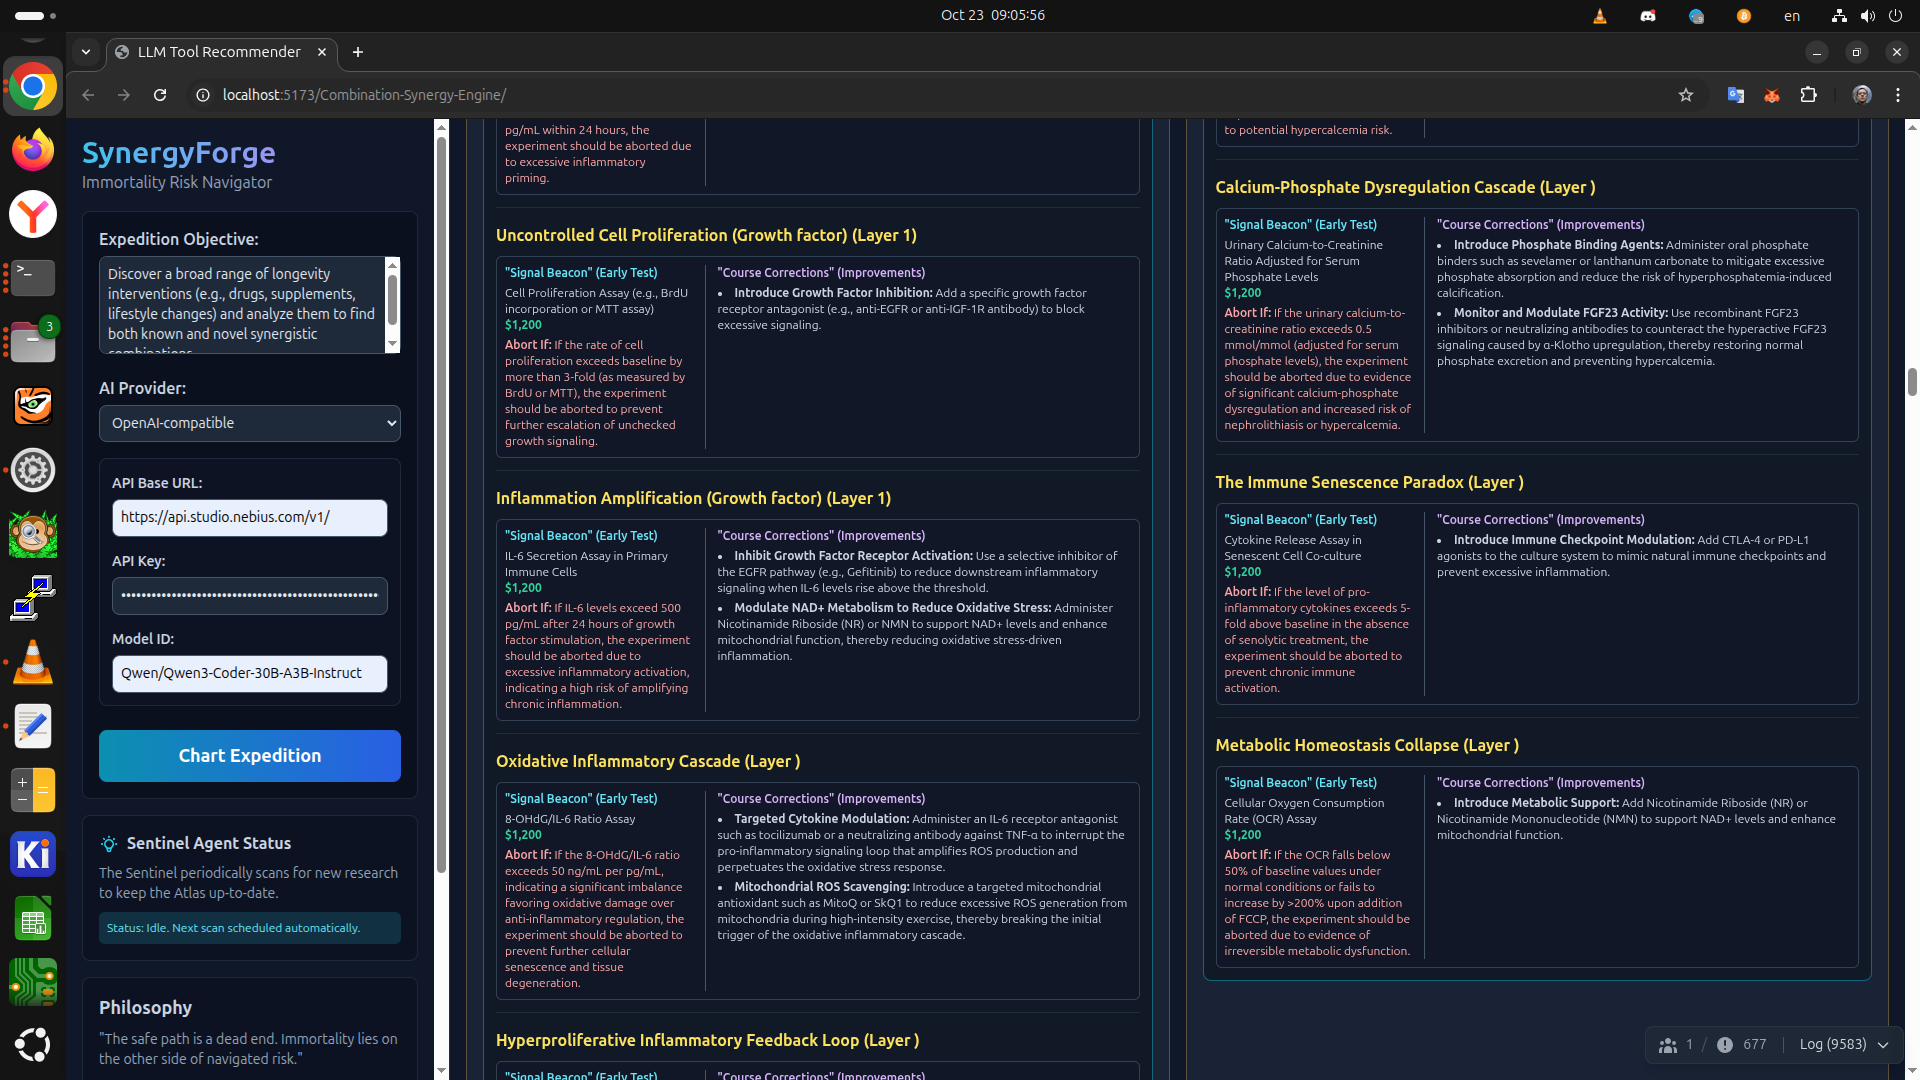 Oct 23 09:05:56
en
LLM Tool Recommender
localhost:5173/Combination-Synergy-Engine/
3
SynergyForge
Immortality Risk Navigator
Expedition Objective:
Discover a broad range of longevity
interventions (e.g., drugs, supplements,
lifestyle changes) and analyze them to find
both known and novel synergistic
combinations
AI Provider:
OpenAI-compatible
API Base URL:
https://api.studio.nebius.com/v1/
API Key:
Model ID:
Qwen/Qwen3-Coder-30B-A3B-Instruct
Chart Expedition
Sentinel Agent Status
The Sentinel periodically scans for new research
to keep the Atlas up-to-date.
Status: Idle. Next scan scheduled automatically.
Philosophy
"The safe path is a dead end. Immortality lies on
the other side of navigated risk."
pg/mL within 24 hours, the
experiment should be aborted due
to excessive inflammatory
priming.
Uncontrolled Cell Proliferation (Growth factor) (Layer 1)
"Signal Beacon" (Early Test)
Cell Proliferation Assay (e.g., BrdU
incorporation or MTT assay)
$1,200
Abort If: If the rate of cell
proliferation exceeds baseline by
more than 3-fold (as measured by
BrdU or MTT), the experiment
should be aborted to prevent
further escalation of unchecked
growth signaling.
"Course Corrections" (Improvements)
• Introduce Growth Factor Inhibition: Add a specific growth factor
receptor antagonist (e.g., anti-EGFR or anti-IGF-1R antibody) to block
excessive signaling.
Inflammation Amplification (Growth factor) (Layer 1)
"Signal Beacon" (Early Test)
IL-6 Secretion Assay in Primary
Immune Cells
$1,200
Abort If: If IL-6 levels exceed 500
pg/mL after 24 hours of growth
factor stimulation, the experiment
should be aborted due to
excessive inflammatory activation,
indicating a high risk of amplifying
chronic inflammation.
"Course Corrections" (Improvements)
• Inhibit Growth Factor Receptor Activation: Use a selective inhibitor of
the EGFR pathway (e.g., Gefitinib) to reduce downstream inflammatory
signaling when IL-6 levels rise above the threshold.
• Modulate NAD+ Metabolism to Reduce Oxidative Stress: Administer
Nicotinamide Riboside (NR) or NMN to support NAD+ levels and enhance
mitochondrial function, thereby reducing oxidative stress-driven
inflammation.
Oxidative Inflammatory Cascade (Layer )
"Signal Beacon" (Early Test)
8-OHdG/IL-6 Ratio Assay
$1,200
Abort If: If the 8-OHdG/IL-6 ratio
exceeds 50 ng/mL per pg/mL,
indicating a significant imbalance
favoring oxidative damage over
anti-inflammatory regulation, the
experiment should be aborted to
prevent further cellular
senescence and tissue
degeneration.
"Course Corrections" (Improvements)
• Targeted Cytokine Modulation: Administer an IL-6 receptor antagonist
such as tocilizumab or a neutralizing antibody against TNF-α to interrupt the
pro-inflammatory signaling loop that amplifies ROS production and
perpetuates the oxidative stress response.
• Mitochondrial ROS Scavenging: Introduce a targeted mitochondrial
antioxidant such as MitoQ or SkQ1 to reduce excessive ROS generation from
mitochondria during high-intensity exercise, thereby breaking the initial
trigger of the oxidative inflammatory cascade.
Hyperproliferative Inflammatory Feedback Loop (Layer )
"Signal Beacon" (Early Test)
"Course Corrections" (Improvements)
to potential hypercalcemia risk.
Calcium-Phosphate Dysregulation Cascade (Layer )
"Signal Beacon" (Early Test)
Urinary Calcium-to-Creatinine
Ratio Adjusted for Serum
Phosphate Levels
$1,200
Abort If: If the urinary calcium-to-
creatinine ratio exceeds 0.5
mmol/mmol (adjusted for serum
phosphate levels), the experiment
should be aborted due to evidence
of significant calcium-phosphate
dysregulation and increased risk of
nephrolithiasis or hypercalcemia.
"Course Corrections" (Improvements)
• Introduce Phosphate Binding Agents: Administer oral phosphate
binders such as sevelamer or lanthanum carbonate to mitigate excessive
phosphate absorption and reduce the risk of hyperphosphatemia-induced
calcification.
• Monitor and Modulate FGF23 Activity: Use recombinant FGF23
inhibitors or neutralizing antibodies to counteract the hyperactive FGF23
signaling caused by α-Klotho upregulation, thereby restoring normal
phosphate excretion and preventing hypercalcemia.
The Immune Senescence Paradox (Layer )
"Signal Beacon" (Early Test)
Cytokine Release Assay in
Senescent Cell Co-culture
$1,200
Abort If: If the level of pro-
inflammatory cytokines exceeds 5-
fold above baseline in the absence
of senolytic treatment, the
experiment should be aborted to
prevent chronic immune
activation.
"Course Corrections" (Improvements)
• Introduce Immune Checkpoint Modulation: Add CTLA-4 or PD-L1
agonists to the culture system to mimic natural immune checkpoints and
prevent excessive inflammation.
Metabolic Homeostasis Collapse (Layer )
"Signal Beacon" (Early Test)
Cellular Oxygen Consumption
Rate (OCR) Assay
$1,200
Abort If: If the OCR falls below
50% of baseline values under
normal conditions or fails to
increase by >200% upon addition
of FCCP, the experiment should be
aborted due to evidence of
irreversible metabolic dysfunction.
"Course Corrections" (Improvements)
• Introduce Metabolic Support: Add Nicotinamide Riboside (NR) or
Nicotinamide Mononucleotide (NMN) to support NAD+ levels and enhance
mitochondrial function.
1 / 677 Log (9583)